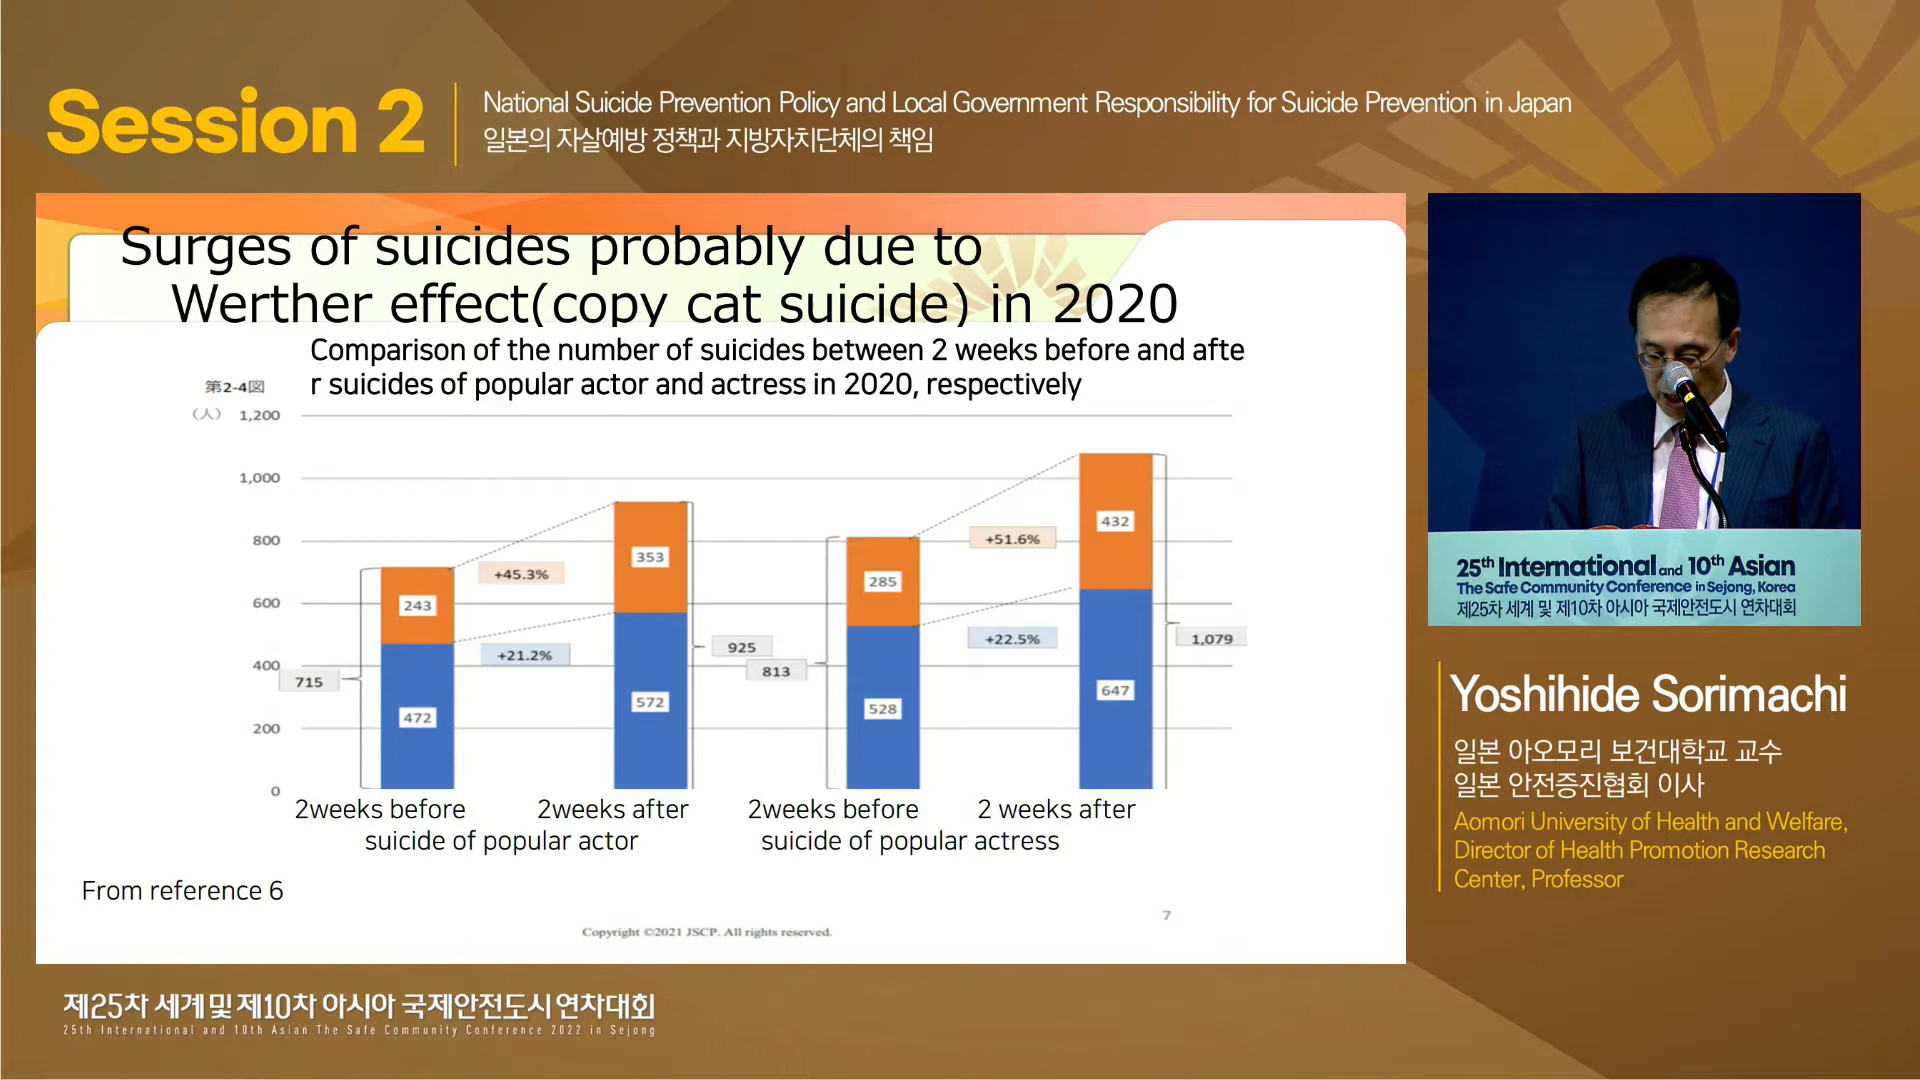 Session 2
National Suicide Prevention Policy and Local Government Responsibility for Suicide Prevention in Japan
일본의 자살예방 정책과 지방자치단체의 책임
Surges of suicides probably due to
Werther effect(copy cat suicide) in 2020
Comparison of the number of suicides between 2 weeks before and afte
r suicides of popular actor and actress in 2020, respectively
第2-4図
(人)
1,200
1,000
800
600
400
200
0
715
243
472
+45.3%
+21.2%
353
572
925
813
285
528
+51.6%
+22.5%
432
647
1,079
2weeks before 2weeks after 2weeks before 2 weeks after
suicide of popular actor suicide of popular actress
From reference 6
7
Copyright ©2021 JSCP. All rights reserved.
25th International and 10th Asian
The Safe Community Conference in Sejong, Korea
제25차 세계 및 제10차 아시아 국제안전도시 연차대회
Yoshihide Sorimachi
일본 아오모리 보건대학교 교수
일본 안전증진협회 이사
Aomori University of Health and Welfare,
Director of Health Promotion Research
Center, Professor
제25차 세계 및 제10차 아시아 국제안전도시 연차대회
25th International and 10th Asian The Safe Community Conference 2022 in Sejong